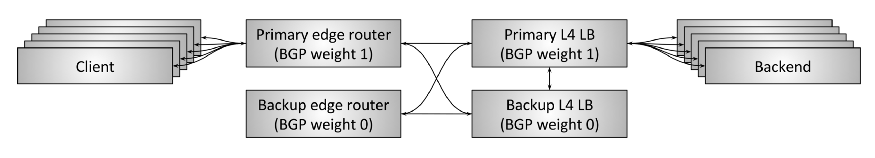 Client
Primary edge router
(BGP weight 1)
Backup edge router
(BGP weight 0)
Primary L4 LB
(BGP weight 1)
Backup L4 LB
(BGP weight 0)
Backend